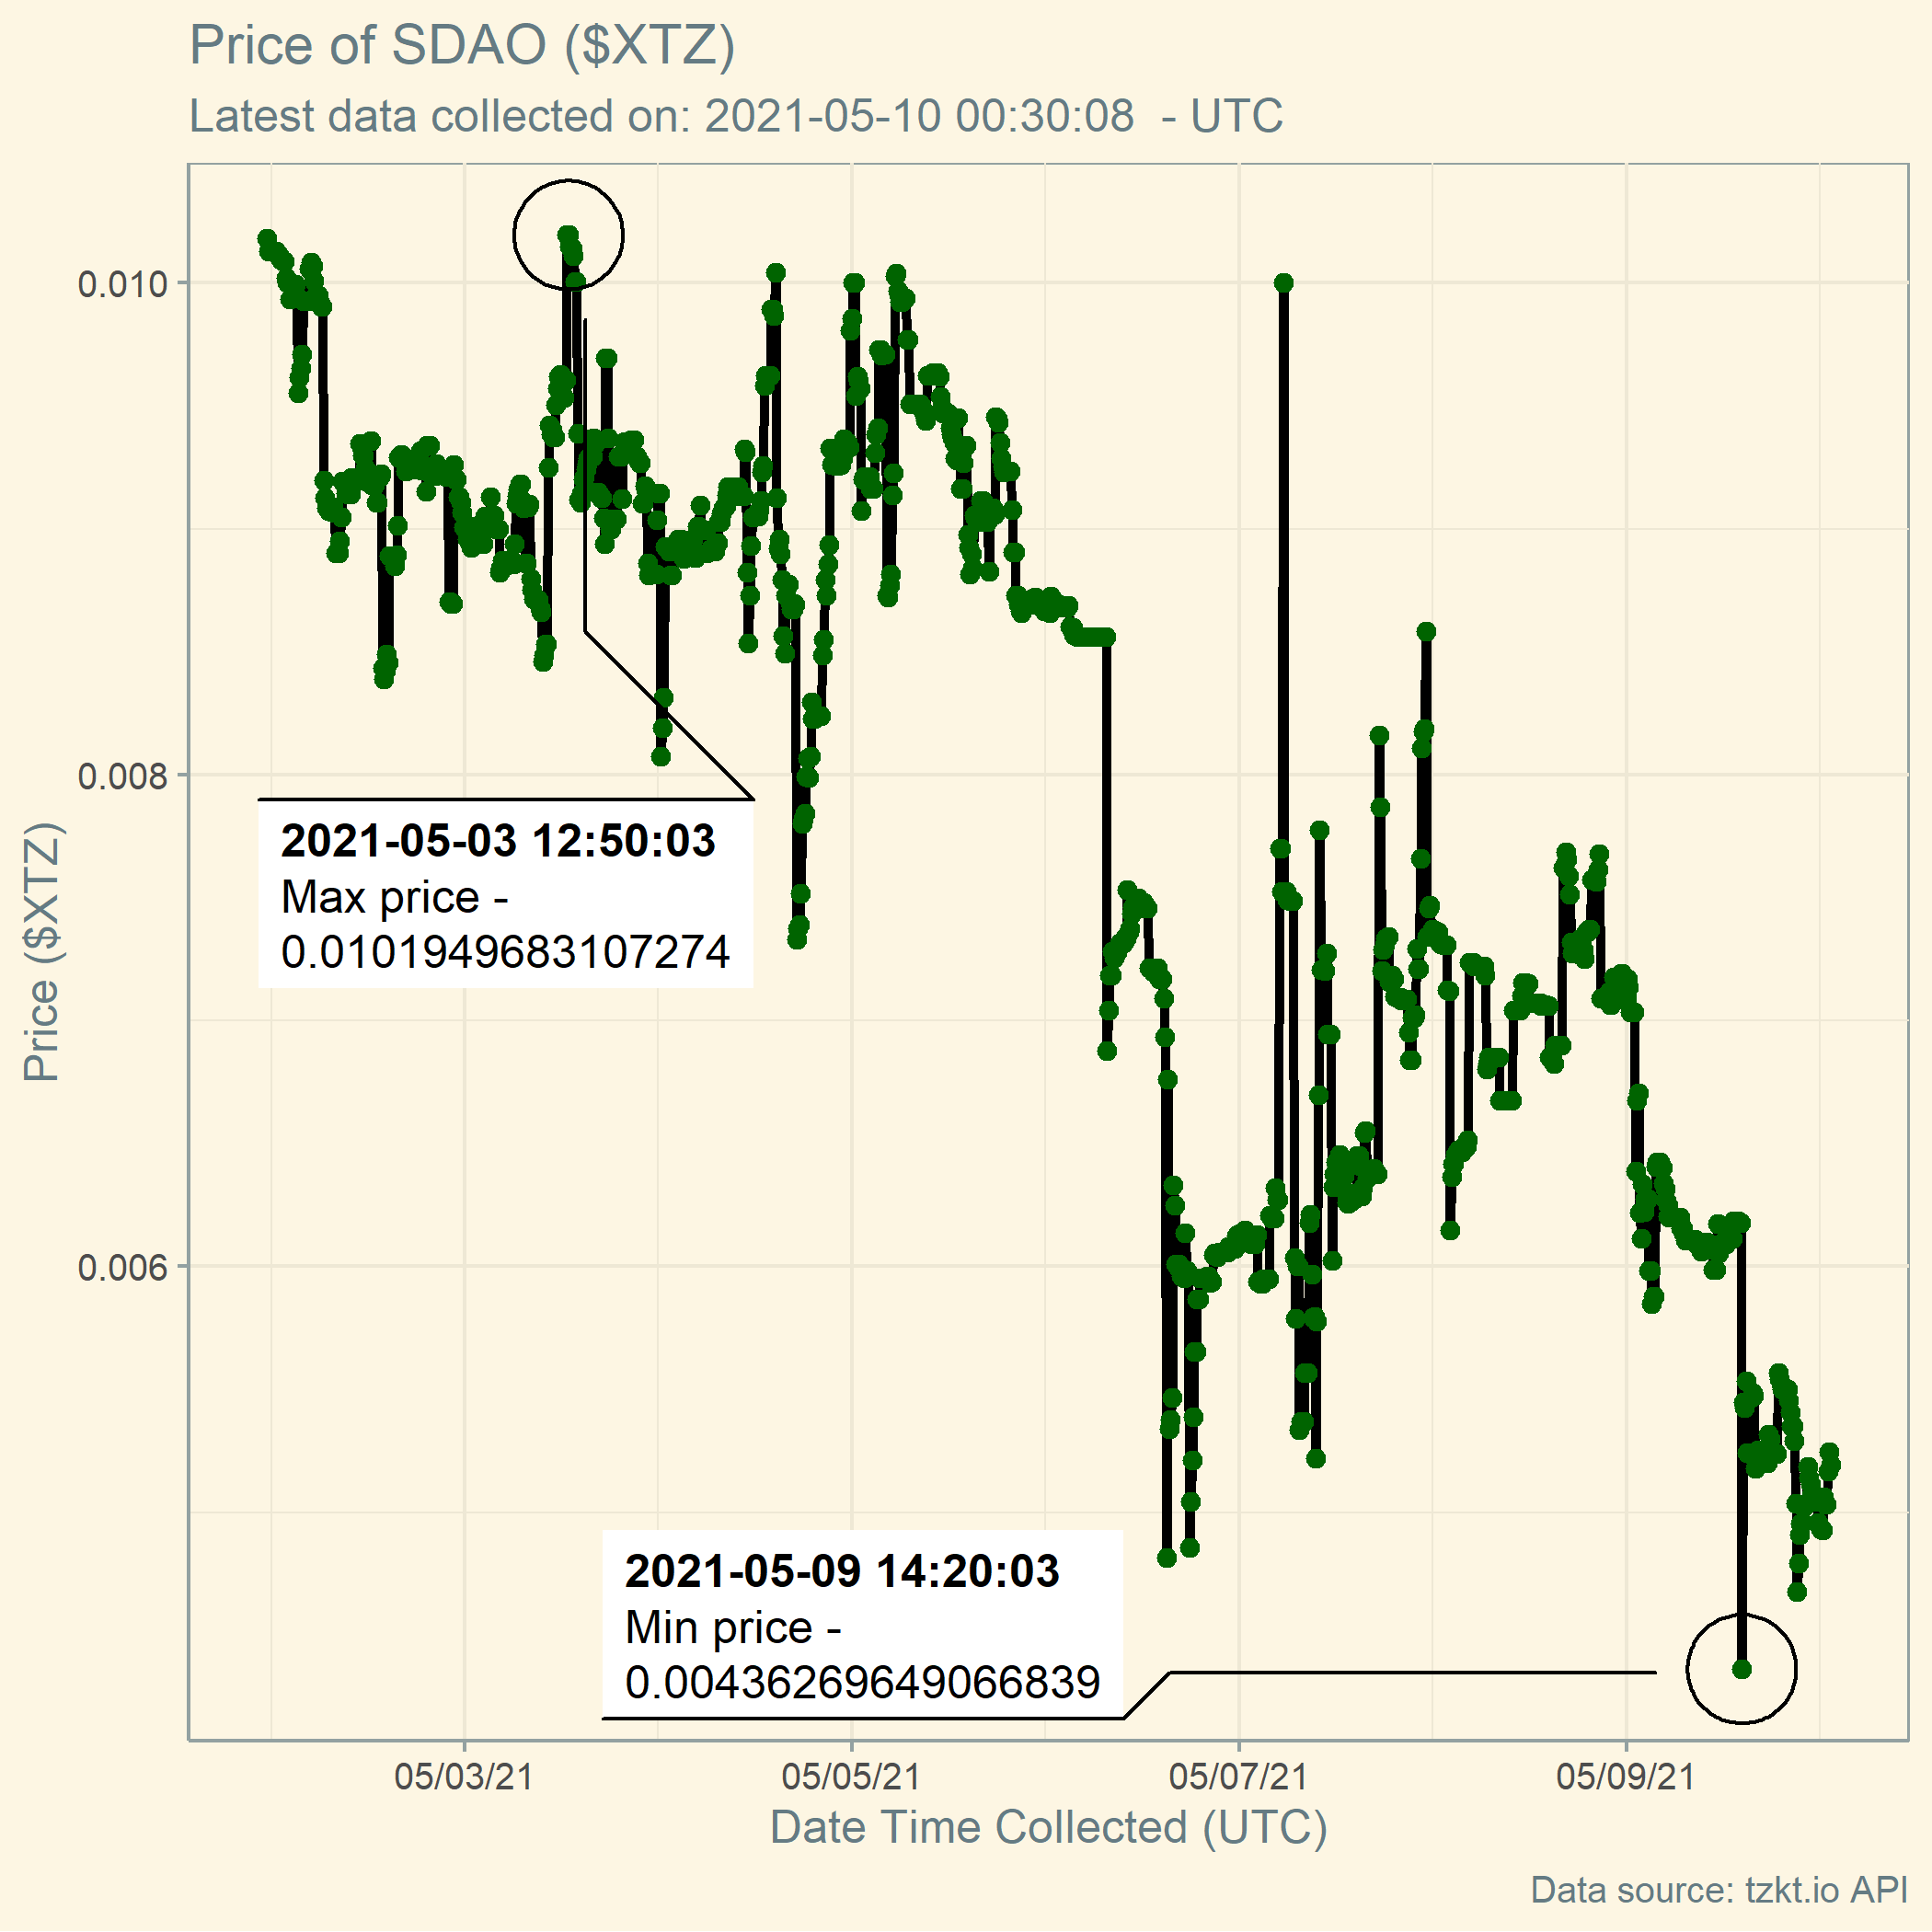 Price of SDAO ($XTZ)
Latest data collected on: 2021-05-10 00:30:08  - UTC
0.010
0.008
0.006
Price ($XTZ)
2021-05-03 12:50:03
Max price -
0.0101949683107274
2021-05-09 14:20:03
Min price -
0.00436269649066839
05/03/21
05/05/21
05/07/21
05/09/21
Date Time Collected (UTC)
Data source: tzkt.io API